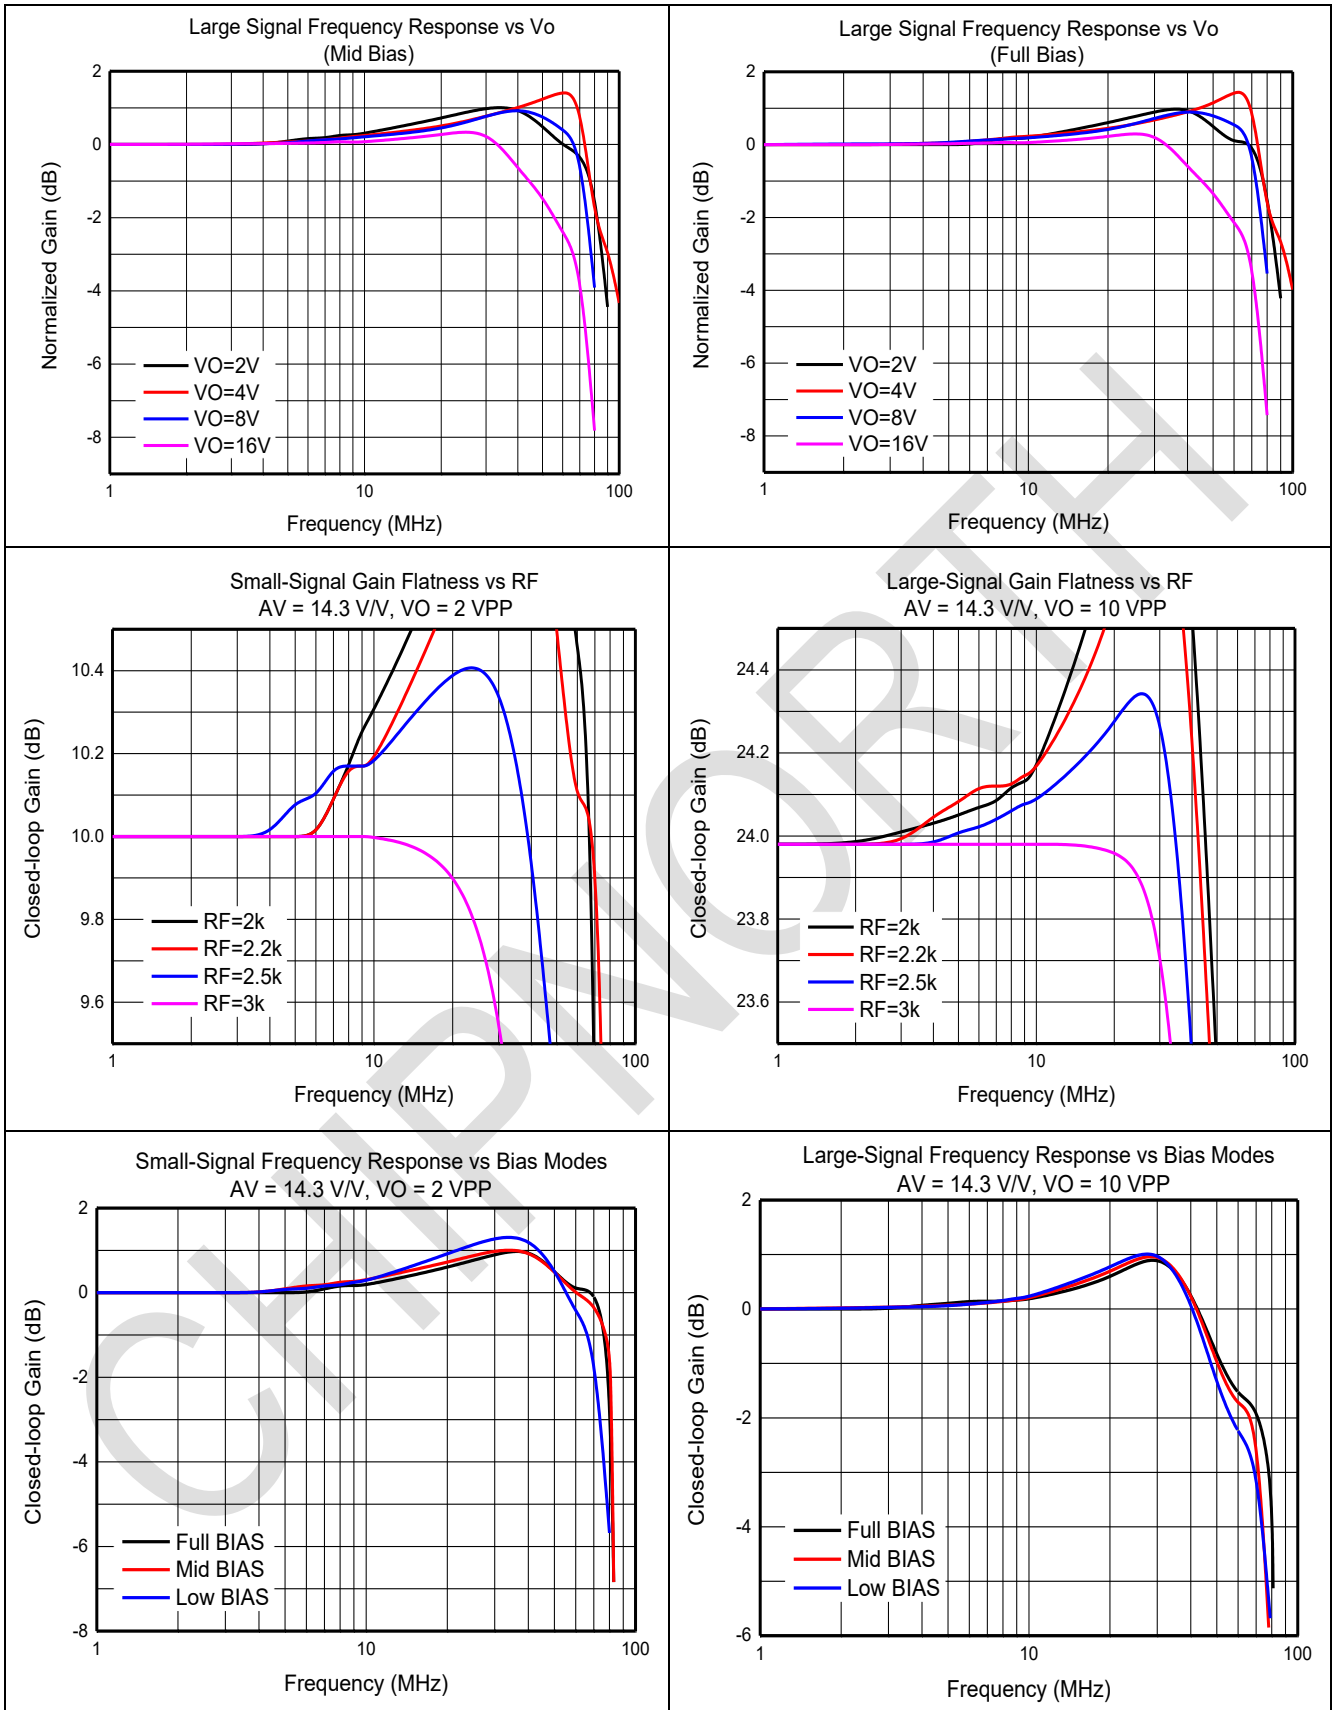 Large Signal Frequency Response vs Vo
(Mid Bias)
Normalized Gain (dB)
2
0
-2
-4
-6
-8
VO=2V
VO=4V
VO=8V
VO=16V
1
10
100
Frequency (MHz)
Large Signal Frequency Response vs Vo
(Full Bias)
Normalized Gain (dB)
2
0
-2
-4
-6
-8
VO=2V
VO=4V
VO=8V
VO=16V
1
10
100
Frequency (MHz)
Small-Signal Gain Flatness vs RF
AV = 14.3 V/V, VO = 2 VPP
Closed-loop Gain (dB)
10.4
10.2
10.0
9.8
9.6
RF=2k
RF=2.2k
RF=2.5k
RF=3k
1
10
100
Frequency (MHz)
Large-Signal Gain Flatness vs RF
AV = 14.3 V/V, VO = 10 VPP
Closed-loop Gain (dB)
24.4
24.2
24.0
23.8
23.6
RF=2k
RF=2.2k
RF=2.5k
RF=3k
1
10
100
Frequency (MHz)
Small-Signal Frequency Response vs Bias Modes
AV = 14.3 V/V, VO = 2 VPP
Closed-loop Gain (dB)
2
0
-2
-4
-6
-8
Full BIAS
Mid BIAS
Low BIAS
1
10
100
Frequency (MHz)
Large-Signal Frequency Response vs Bias Modes
AV = 14.3 V/V, VO = 10 VPP
Closed-loop Gain (dB)
2
0
-2
-4
-6
Full BIAS
Mid BIAS
Low BIAS
1
10
100
Frequency (MHz)
CHIPNORTH